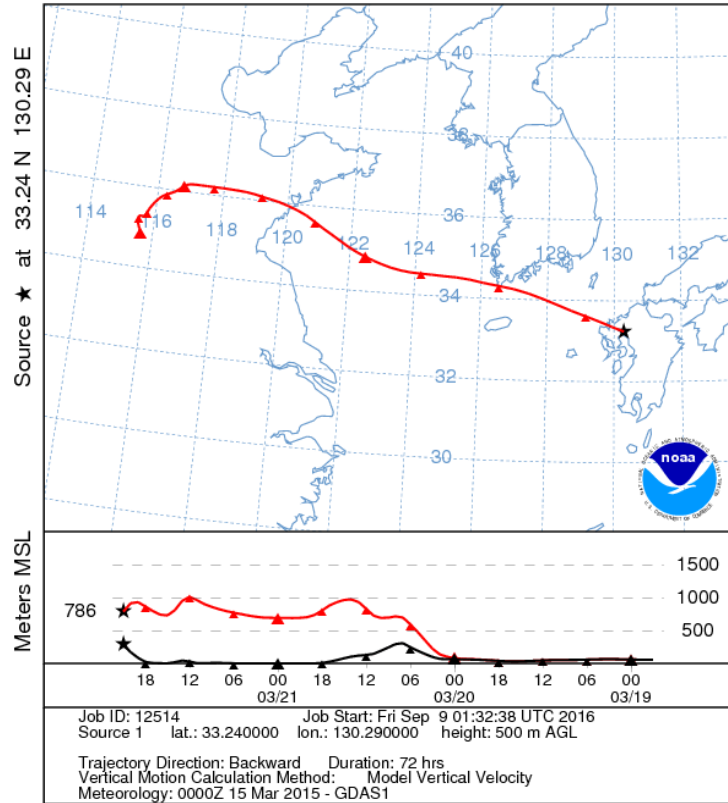 Source ★ at 33.24 N 130.29 E
40
38
36
114 116 118 120 122 124 126 128 130 132
34
32
30
noaa
Meters MSL
1500
786 1000
500
18 12 06 00 18 12 06 00 18 12 06 00
03/21 03/20 03/19
Job ID: 12514 Job Start: Fri Sep 9 01:32:38 UTC 2016
Source 1 lat.: 33.240000 lon.: 130.290000 height: 500 m AGL
Trajectory Direction: Backward Duration: 72 hrs
Vertical Motion Calculation Method: Model Vertical Velocity
Meteorology: 0000Z 15 Mar 2015 - GDAS1